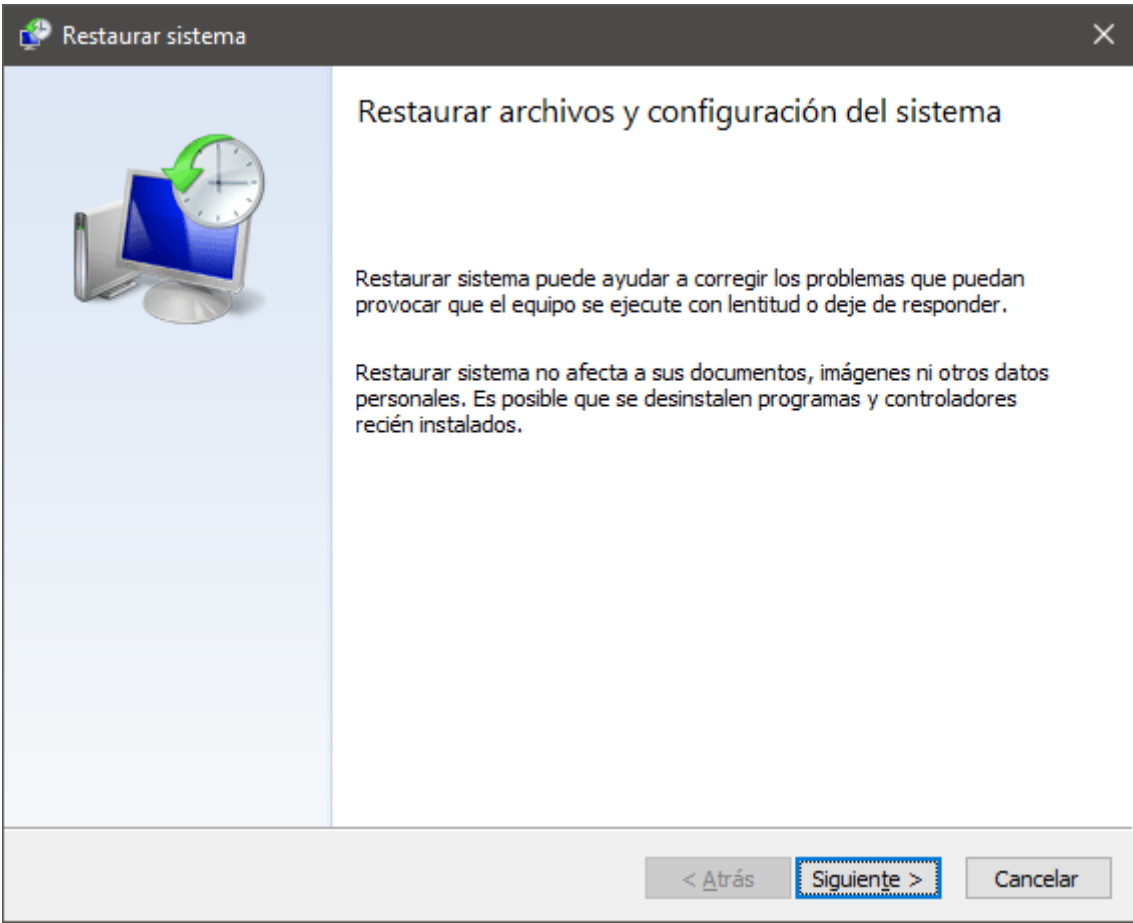 Restaurar sistema
Restaurar archivos y configuración del sistema
Restaurar sistema puede ayudar a corregir los problemas que puedan
provocar que el equipo se ejecute con lentitud o deje de responder.
Restaurar sistema no afecta a sus documentos, imágenes ni otros datos
personales. Es posible que se desinstalen programas y controladores
recién instalados.
< Atrás   Siguiente >   Cancelar